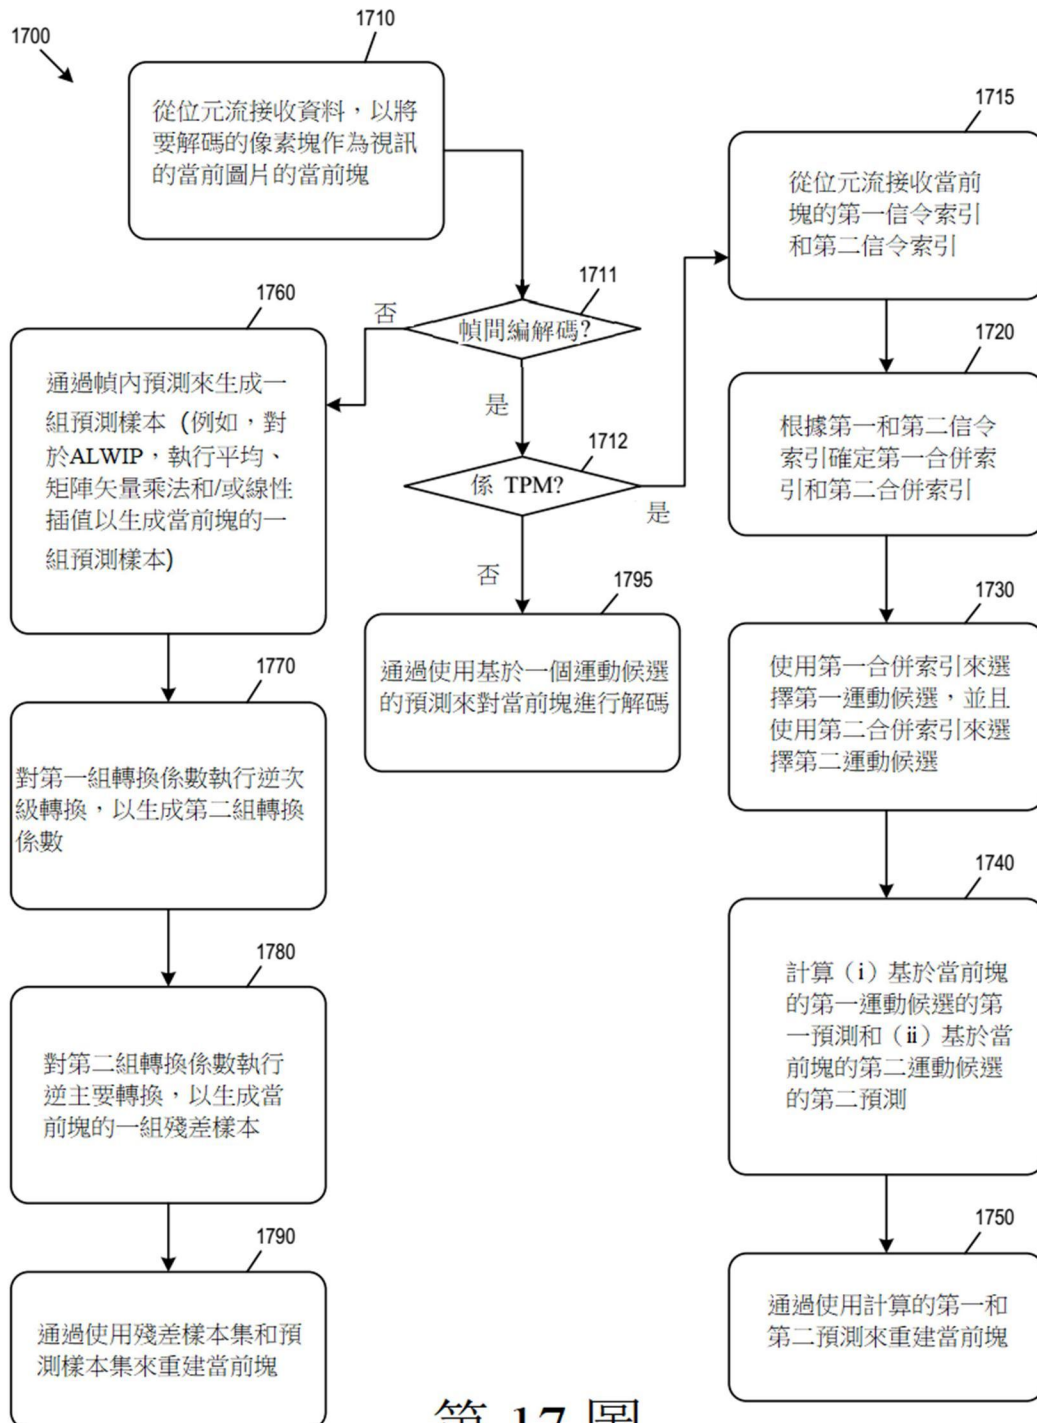 1700
1710
從位元流接收資料，以將
要解碼的像素塊作為視訊
的當前圖片的當前塊
1711
幀間編解碼?
否
是
1712
係 TPM?
是
否
1795
通過使用基於一個運動候選
的預測來對當前塊進行解碼
1760
通過幀內預測來生成一
組預測樣本 (例如，對
於ALWIP，執行平均、
矩陣矢量乘法和/或線性
插值以生成當前塊的一
組預測樣本)
1770
對第一組轉換係數執行逆次
級轉換，以生成第二組轉換
係數
1780
對第二組轉換係數執行
逆主要轉換，以生成當
前塊的一組殘差樣本
1790
通過使用殘差樣本集和預
測樣本集來重建當前塊
1715
從位元流接收當前
塊的第一信令索引
和第二信令索引
1720
根據第一和第二信令
索引確定第一合併索
引和第二合併索引
1730
使用第一合併索引來選
擇第一運動候選，並且
使用第二合併索引來選
擇第二運動候選
1740
計算（i）基於當前塊
的第一運動候選的第
一預測和（ii）基於當
前塊的第二運動候選
的第二預測
1750
通過使用計算的第一和
第二預測來重建當前塊
第 17 圖